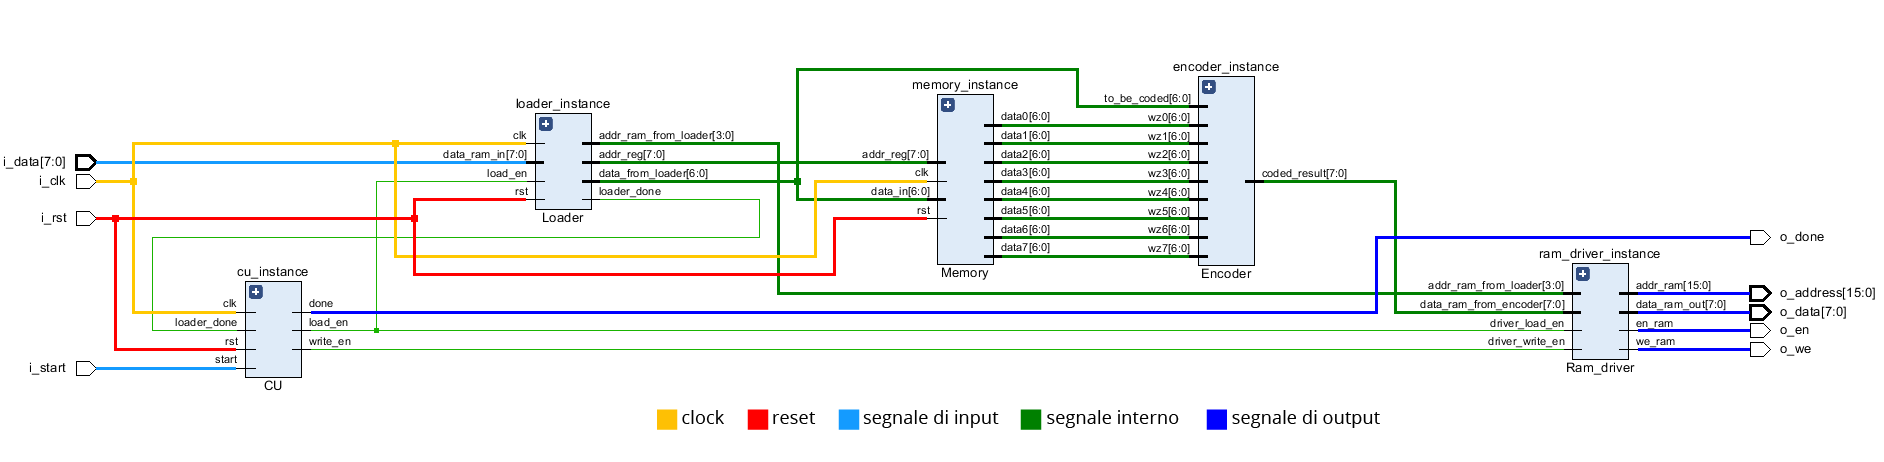 encoder_instance
memory_instance
to_be_coded[6:0]
loader_instance
data0[6:0]
wz0[6:0]
clk
addr_ram_from_loader[3:0]
data1[6:0]
wz1[6:0]
i_data[7:0]
data_ram_in[7:0]
addr_reg[7:0]
addr_reg[7:0]
data2[6:0]
wz2[6:0]
i_clk
load_en
data_from_loader[6:0]
clk
data3[6:0]
wz3[6:0]
coded_result[7:0]
rst
loader_done
data_in[6:0]
data4[6:0]
wz4[6:0]
i_rst
Loader
rst
data5[6:0]
wz5[6:0]
data6[6:0]
wz6[6:0]
o_done
data7[6:0]
wz7[6:0]
ram_driver_instance
cu_instance
Memory
Encoder
addr_ram_from_loader[3:0]
addr_ram[15:0]
o_address[15:0]
clk
done
data_ram_from_encoder[7:0]
data_ram_out[7:0]
o_data[7:0]
loader_done
load_en
driver_load_en
en_ram
o_en
rst
write_en
driver_write_en
we_ram
o_we
start
i_start
Ram_driver
CU
clock
reset
segnale di input
segnale interno
segnale di output